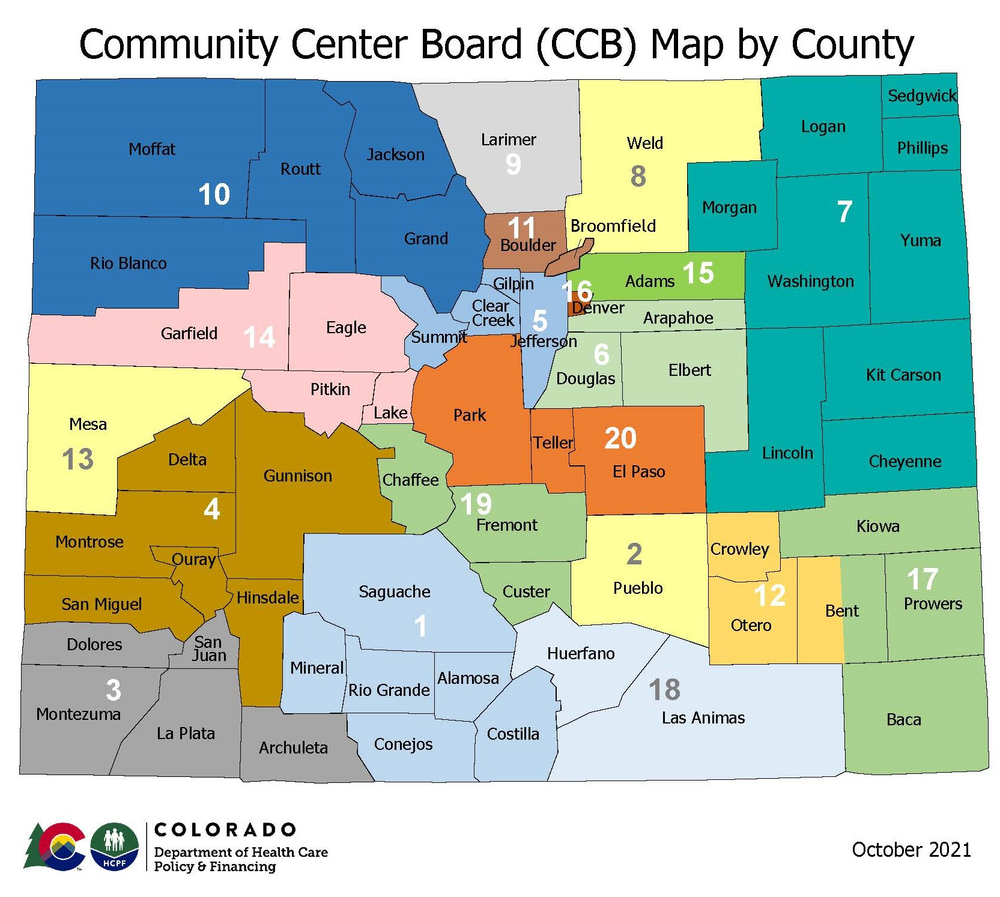 Community Center Board (CCB) Map by County
Sedgwick
Logan
Larimer
Weld
Moffat
Phillips
Jackson
9
Routt
8
10
Morgan
7
11
Broomfield
Grand
Boulder
Yuma
Rio Blanco
15
Gilpin
Adams
Washington
16
Clear
Creek
Denver
Arapahoe
5
Eagle
Garfield
14
Summit
Jefferson
6
Elbert
Kit Carson
Douglas
Pitkin
Lake
Park
Mesa
20
Teller
Lincoln
13
Delta
Cheyenne
El Paso
Gunnison
Chaffee
19
4
Fremont
Kiowa
Montrose
Crowley
2
Ouray
17
Pueblo
Saguache
Custer
Hinsdale
12
San Miguel
Prowers
Bent
1
Otero
Dolores
San
Juan
Huerfano
Mineral
Alamosa
3
Rio Grande
18
Montezuma
Las Animas
Baca
La Plata
Costilla
Conejos
Archuleta
COLORADO
Department of Health Care
Policy & Financing
HCPF
TM
October 2021